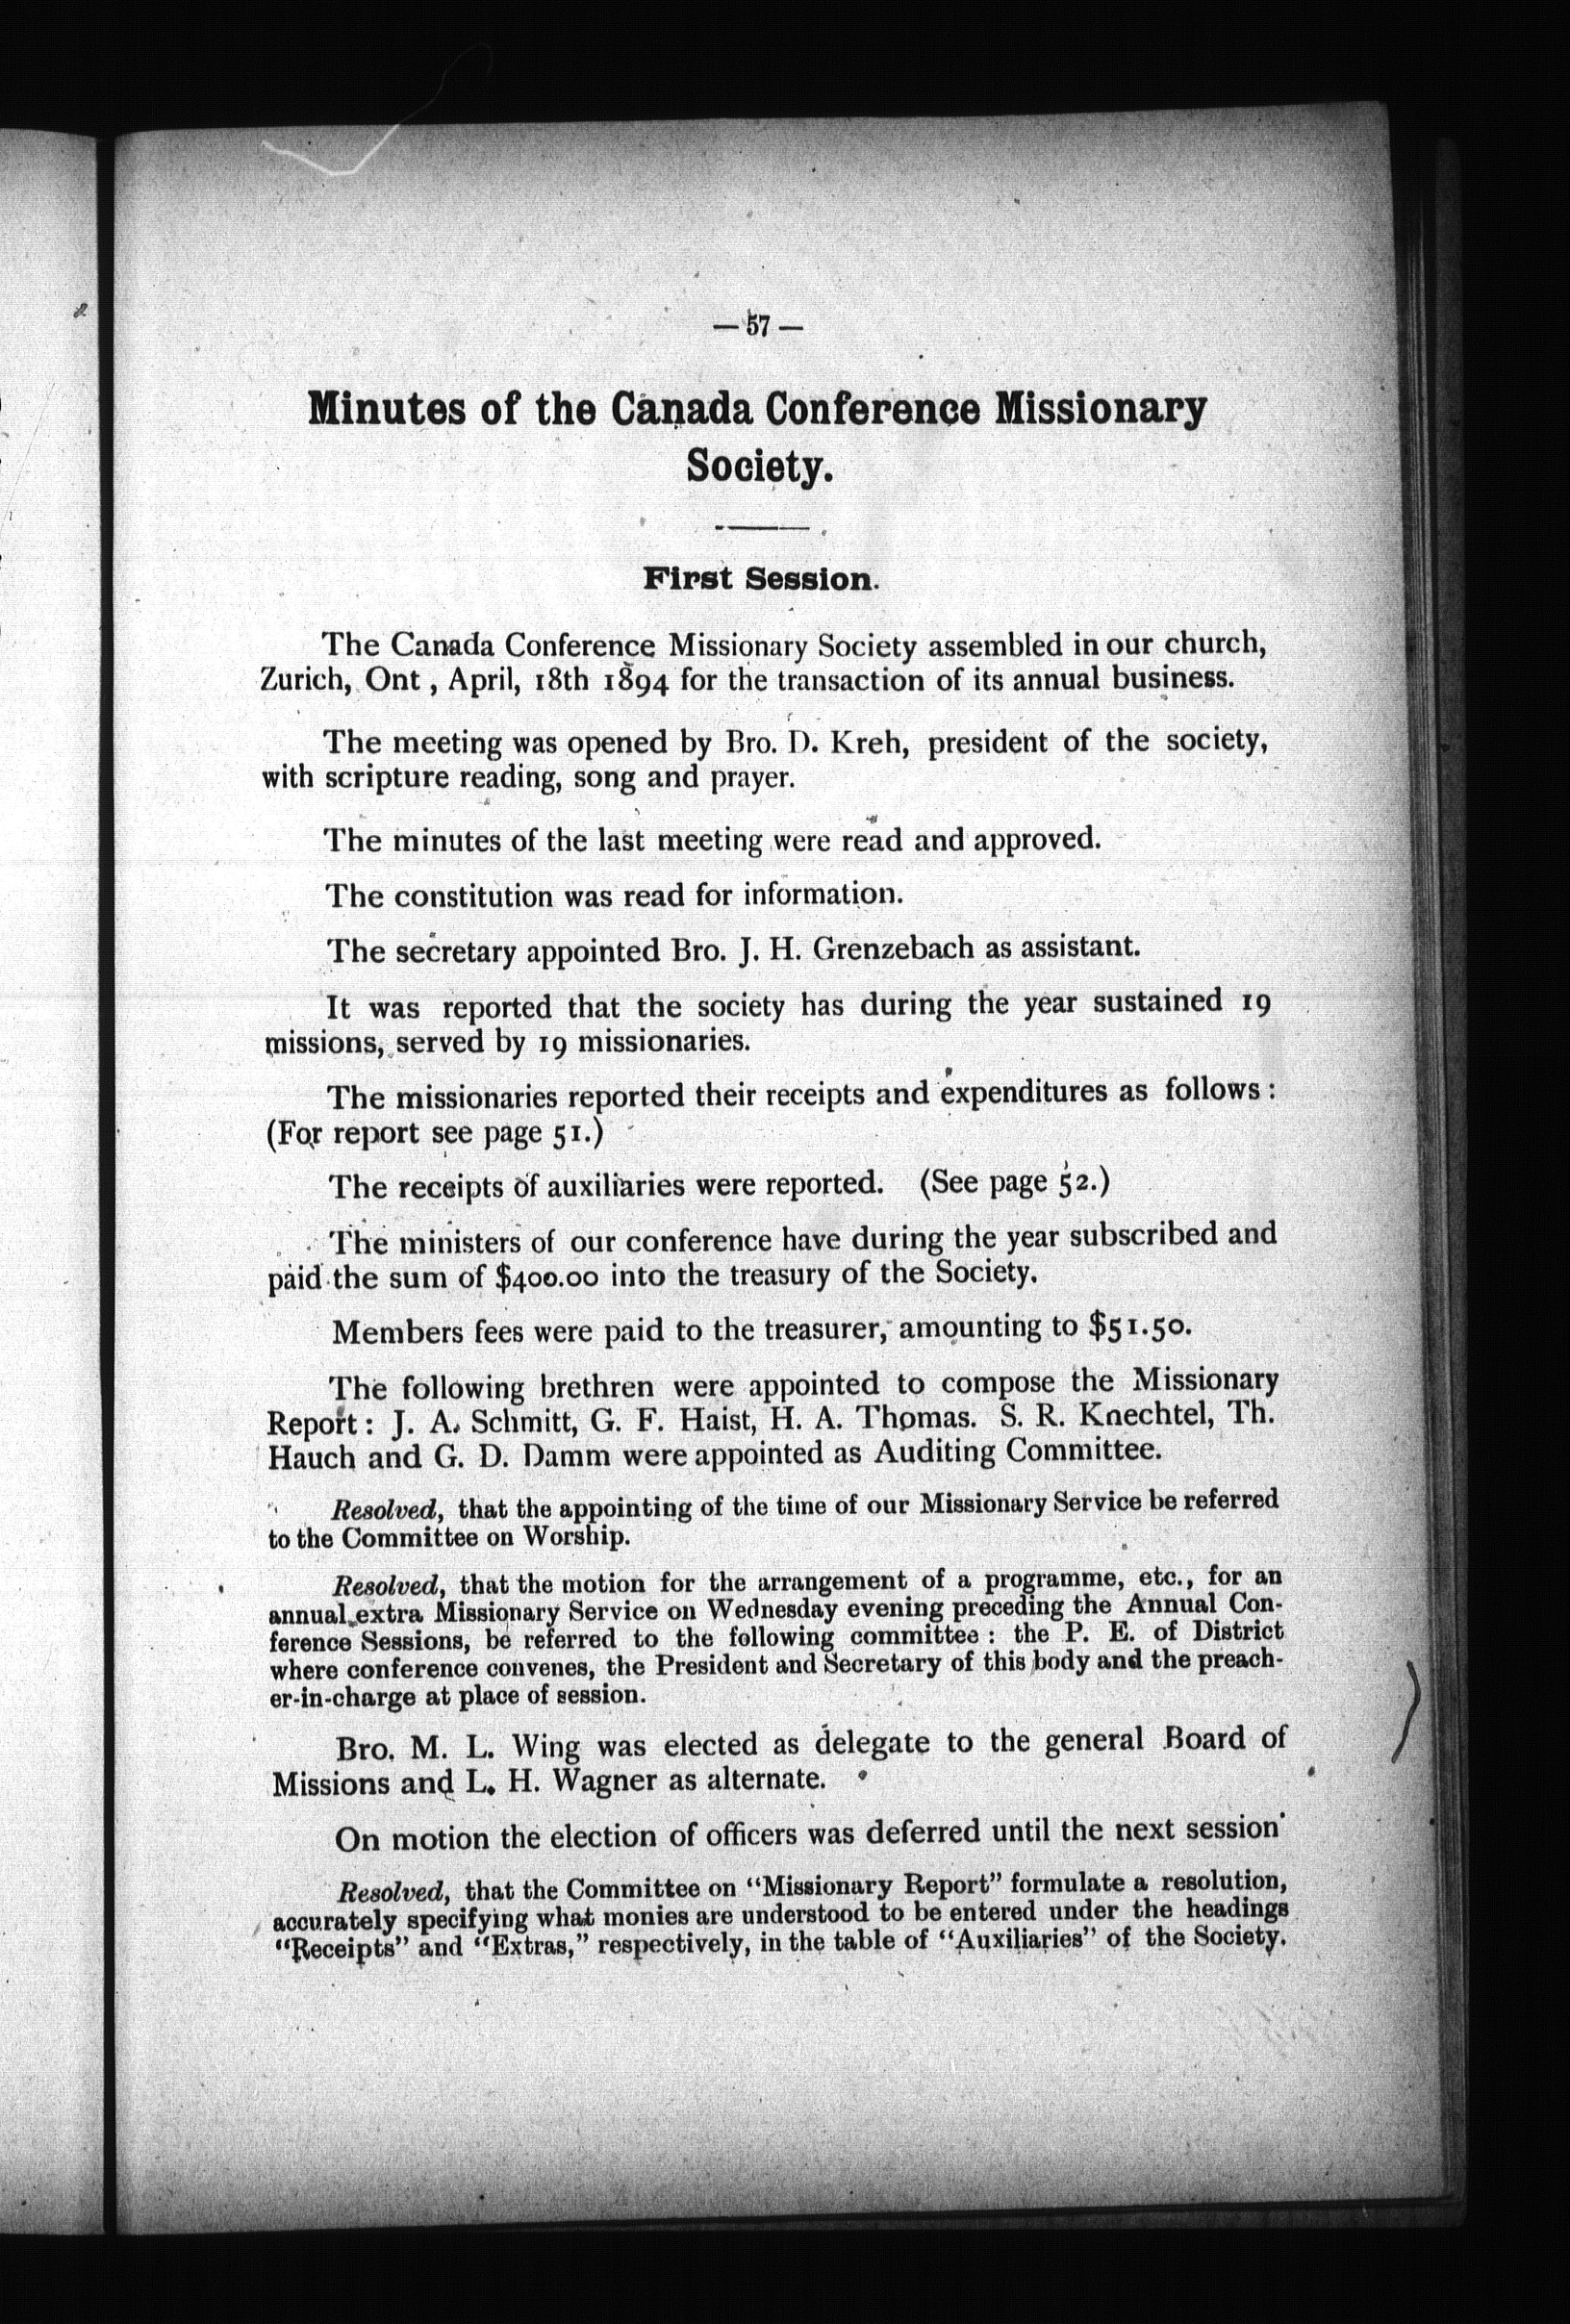 — 57 —
Minutes of the Canada Conference Missionary
Society.
First Session.
The Canada Conference Missionary Society assembled in our church,
Zurich, Ont , April, 18th 1894 for the transaction of its annual business.
The meeting was opened by Bro. D. Kreh, president of the society,
with scripture reading, song and prayer.
The minutes of the last meeting were read and approved.
The constitution was read for information.
The secretary appointed Bro. J. H. Grenzebach as assistant.
It was reported that the society has during the year sustained 19
missions, served by 19 missionaries.
The missionaries reported their receipts and expenditures as follows :
(For report see page 51.)
The receipts of auxiliaries were reported. (See page 52.)
The ministers of our conference have during the year subscribed and
paid the sum of $400.00 into the treasury of the Society.
Members fees were paid to the treasurer, amounting to $51.50.
The following brethren were appointed to compose the Missionary
Report : J. A. Schmitt, G. F. Haist, H. A. Thomas. S. R. Knechtel, Th.
Hauch and G. D. Damm were appointed as Auditing Committee.
Resolved, that the appointing of the time of our Missionary Service be referred
to the Committee on Worship.
Resolved, that the motion for the arrangement of a programme, etc., for an
annual extra Missionary Service on Wednesday evening preceding the Annual Con-
ference Sessions, be referred to the following committee : the P. E. of District
where conference convenes, the President and Secretary of this body and the preach-
er-in-charge at place of session.
Bro. M. L. Wing was elected as delegate to the general Board of
Missions and L. H. Wagner as alternate.
On motion the election of officers was deferred until the next session
Resolved, that the Committee on "Missionary Report" formulate a resolution,
accurately specifying what monies are understood to be entered under the headings
"Receipts" and "Extras," respectively, in the table of "Auxiliaries" of the Society.